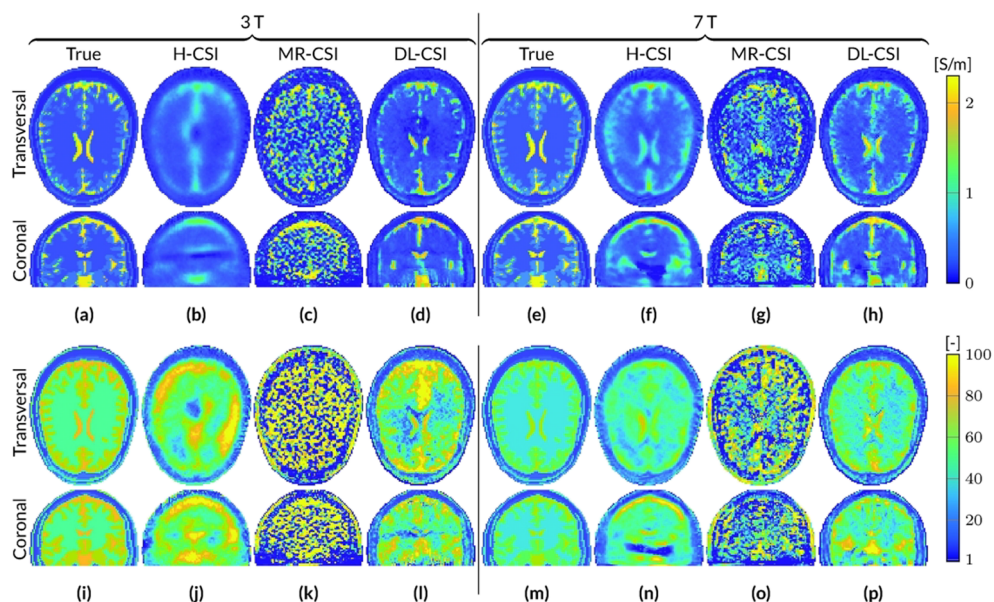 3 T 7 T
True H-CSI MR-CSI DL-CSI True H-CSI MR-CSI DL-CSI
[S/m]
Transversal
2
1
Coronal
0
(a) (b) (c) (d) (e) (f) (g) (h)
[-]
Transversal
100
80
60
40
Coronal
20
1
(i) (j) (k) (l) (m) (n) (o) (p)